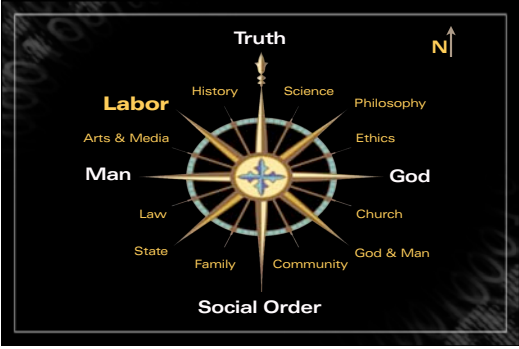 Truth
N
History
Science
Labor
Philosophy
Arts & Media
Ethics
Man
God
Law
Church
State
God & Man
Family
Community
Social Order